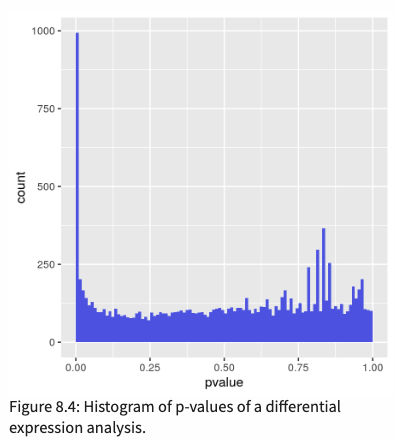 1000
750
500
250
0
count
0.00 0.25 0.50 0.75 1.00
pvalue
Figure 8.4: Histogram of p-values of a differential
expression analysis.